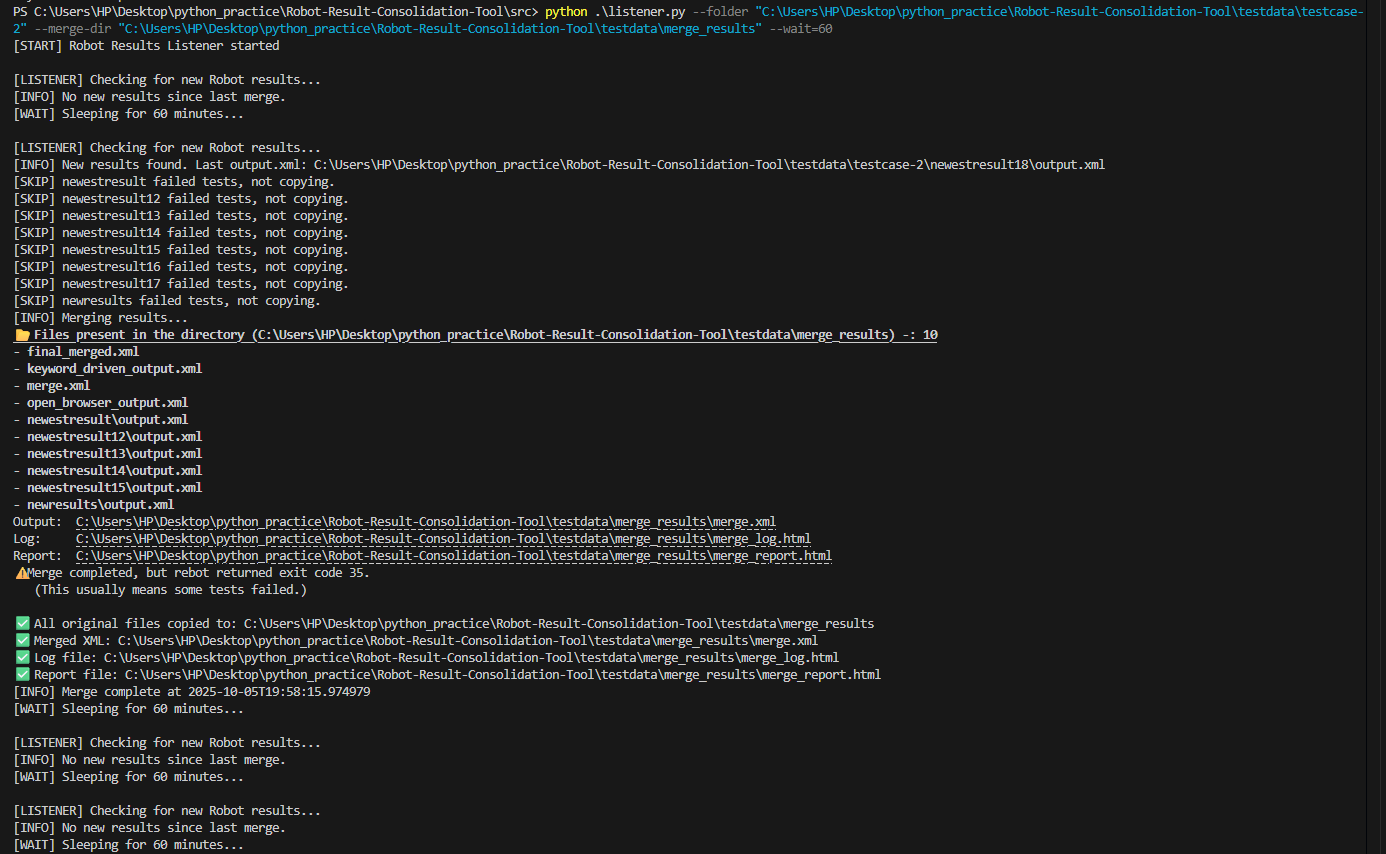 PS C:\Users\HP\Desktop\python_practice\Robot-Result-Consolidation-Tool\src> python .\listener.py --folder "C:\Users\HP\Desktop\python_practice\Robot-Result-Consolidation-Tool\testdata\testcase-
2" --merge-dir "C:\Users\HP\Desktop\python_practice\Robot-Result-Consolidation-Tool\testdata\merge_results" --wait=60
[START] Robot Results Listener started
[LISTENER] Checking for new Robot results...
[INFO] No new results since last merge.
[WAIT] Sleeping for 60 minutes...
[LISTENER] Checking for new Robot results...
[INFO] New results found. Last output.xml: C:\Users\HP\Desktop\python_practice\Robot-Result-Consolidation-Tool\testdata\testcase-2\newestresult18\output.xml
[SKIP] newestresult failed tests, not copying.
[SKIP] newestresult12 failed tests, not copying.
[SKIP] newestresult13 failed tests, not copying.
[SKIP] newestresult14 failed tests, not copying.
[SKIP] newestresult15 failed tests, not copying.
[SKIP] newestresult16 failed tests, not copying.
[SKIP] newestresult17 failed tests, not copying.
[SKIP] newresults failed tests, not copying.
[INFO] Merging results...
📂 Files present in the directory (C:\Users\HP\Desktop\python_practice\Robot-Result-Consolidation-Tool\testdata\merge_results) -: 10
- final_merged.xml
- keyword_driven_output.xml
- merge.xml
- open_browser_output.xml
- newestresult\output.xml
- newestresult12\output.xml
- newestresult13\output.xml
- newestresult14\output.xml
- newestresult15\output.xml
- newresults\output.xml
Output:  C:\Users\HP\Desktop\python_practice\Robot-Result-Consolidation-Tool\testdata\merge_results\merge.xml
Log:     C:\Users\HP\Desktop\python_practice\Robot-Result-Consolidation-Tool\testdata\merge_results\merge_log.html
Report:  C:\Users\HP\Desktop\python_practice\Robot-Result-Consolidation-Tool\testdata\merge_results\merge_report.html
⚠️Merge completed, but rebot returned exit code 35.
(This usually means some tests failed.)
✅ All original files copied to: C:\Users\HP\Desktop\python_practice\Robot-Result-Consolidation-Tool\testdata\merge_results
✅ Merged XML: C:\Users\HP\Desktop\python_practice\Robot-Result-Consolidation-Tool\testdata\merge_results\merge.xml
✅ Log file: C:\Users\HP\Desktop\python_practice\Robot-Result-Consolidation-Tool\testdata\merge_results\merge_log.html
✅ Report file: C:\Users\HP\Desktop\python_practice\Robot-Result-Consolidation-Tool\testdata\merge_results\merge_report.html
[INFO] Merge complete at 2025-10-05T19:58:15.974979
[WAIT] Sleeping for 60 minutes...
[LISTENER] Checking for new Robot results...
[INFO] No new results since last merge.
[WAIT] Sleeping for 60 minutes...
[LISTENER] Checking for new Robot results...
[INFO] No new results since last merge.
[WAIT] Sleeping for 60 minutes...